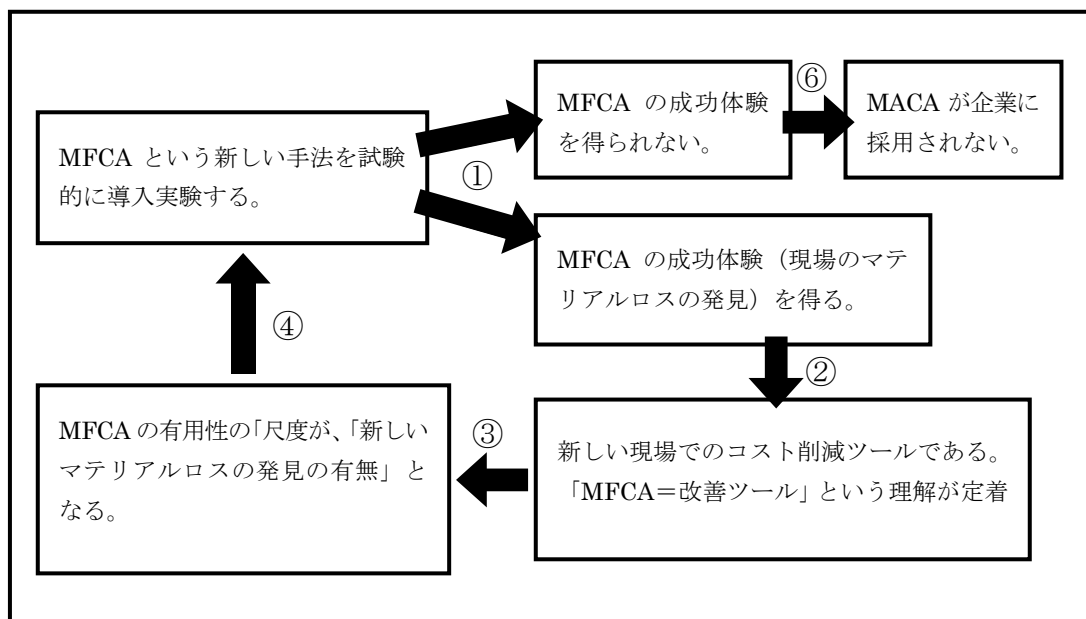 MFCA という新しい手法を試験
的に導入実験する。
①
MFCA の成功体験
を得られない。
⑥
MACA が企業に
採用されない。
MFCA の成功体験（現場のマテ
リアルロスの発見）を得る。
②
新しい現場でのコスト削減ツールである。
「MFCA＝改善ツール」という理解が定着
③
MFCA の有用性の「尺度が、「新しい
マテリアルロスの発見の有無」と
なる。
④